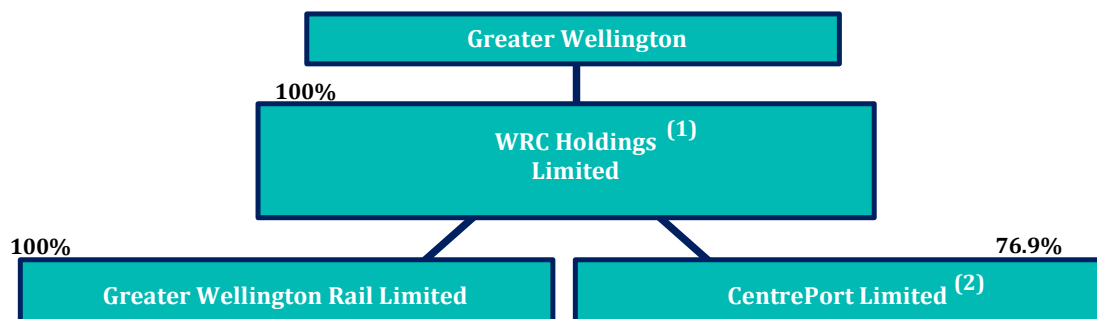 Greater Wellington
100%
WRC Holdings (1)
Limited
100%
76.9%
Greater Wellington Rail Limited
CentrePort Limited (2)